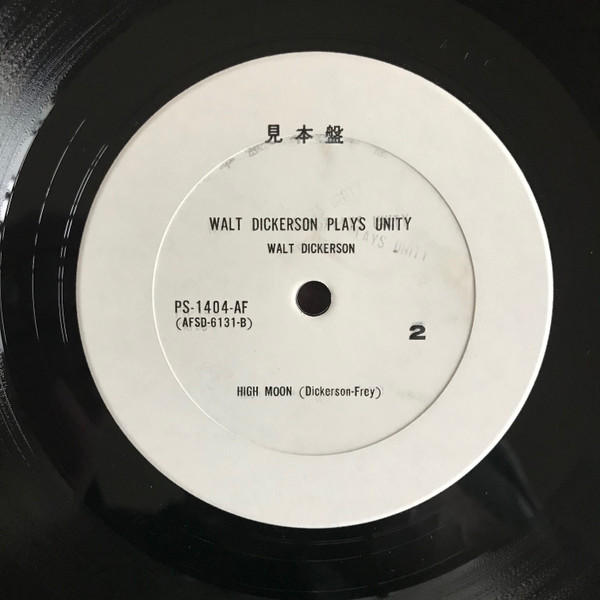 見本盤
WALT DICKERSON PLAYS UNITY
WALT DICKERSON
PS-1404-AF
(AFSD-6131-B)
2
HIGH MOON (Dickerson-Frey)